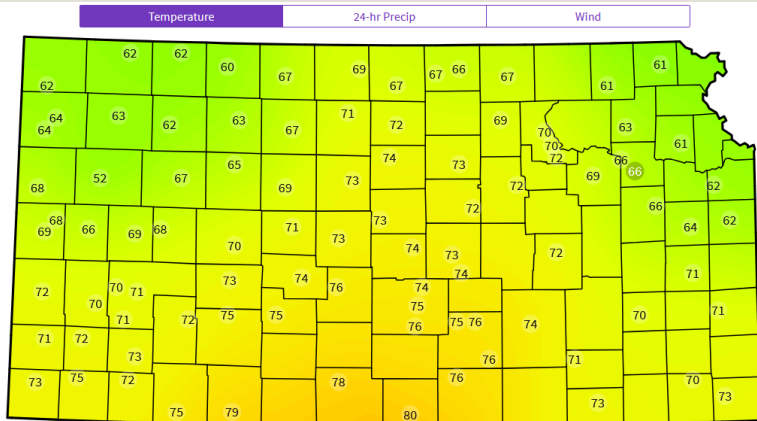 Temperature 24-hr Precip Wind
62 62 60 67 69 67 67 66 67 61 61
62
64 64 63 62 63 67 71 72 69 70 70 72 63 61
68 52 67 65 69 73 74 73 72 72 69 66 66 66 62
68 69 66 69 68 70 71 73 73 74 73 74 72 64 62 71
72 70 70 71 71 72 73 75 74 75 76 74 75 76 75 76 74 70 71
71 72 73 76 71
73 75 72 75 79 78 80 76 73 70 73